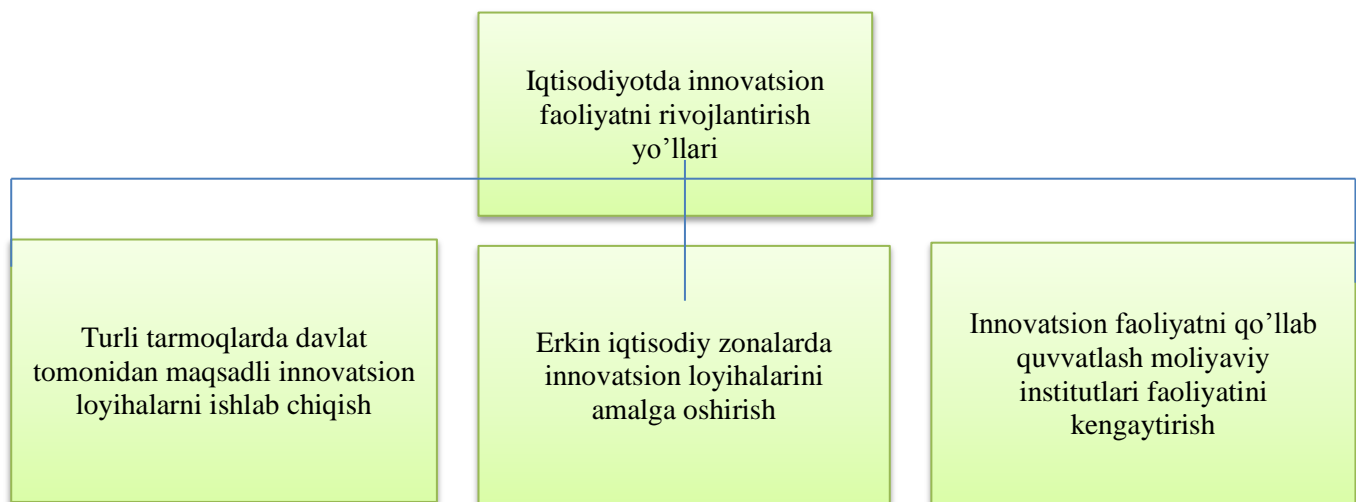 Iqtisodiyotda innovatsion
faoliyatni rivojlantirish
yo’llari
Turli tarmoqlarda davlat
tomonidan maqsadli innovatsion
loyihalarni ishlab chiqish
Erkin iqtisodiy zonalarda
innovatsion loyihalarini
amalga oshirish
Innovatsion faoliyatni qo’llab
quvvatlash moliyaviy
institutlari faoliyatini
kengaytirish